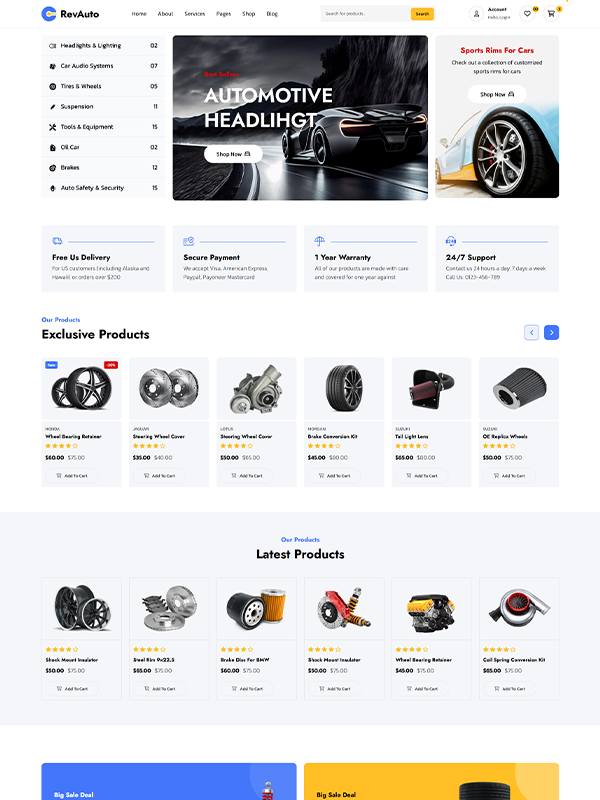 RevAuto
Home About Services Pages Shop Blog
Search for products..
Search
Account
Hello Login
Headlights & Lighting 02
Car Audio Systems 07
Tires & Wheels 05
Suspension 11
Tools & Equipment 15
Oil Car 02
Brakes 12
Auto Safety & Security 15
AUTOMOTIVE
HEADLIHGT
Shop Now
Sports Rims For Cars
Check out a collection of customized
sports rims for cars
Shop Now
Free Us Delivery
For US customers (including Alaska and
Hawaii) or orders over $200
Secure Payment
We accept Visa, American Express,
Paypal, Payoneer Mastercard
1 Year Warranty
All of our products are made with care
and covered for one year against
24/7 Support
Contact us 24 hours a day, 7 days a week
Call Us: 0123-456-789
Our Products
Exclusive Products
Sale
HONDA
Wheel Bearing Retainer
$60.00 $75.00
Add To Cart
JAGUAR
Steering Wheel Cover
$35.00 $40.00
Add To Cart
LOTUS
Steering Wheel Cover
$50.00 $65.00
Add To Cart
MORGAN
Brake Conversion Kit
$45.00 $80.00
Add To Cart
SUZUKI
Tail Light Lens
$65.00 $80.00
Add To Cart
SUZUKI
OE Replica Wheels
$50.00 $75.00
Add To Cart
Our Products
Latest Products
Shock Mount Insulator
$50.00 $75.00
Add To Cart
Steel Rim 9x22.5
$65.00 $75.00
Add To Cart
Brake Disc For BMW
$60.00 $75.00
Add To Cart
Shock Mount Insulator
$50.00 $75.00
Add To Cart
Wheel Bearing Retainer
$45.00 $75.00
Add To Cart
Coil Spring Conversion Kit
$65.00 $75.00
Add To Cart
Big Sale Deal
Big Sale Deal